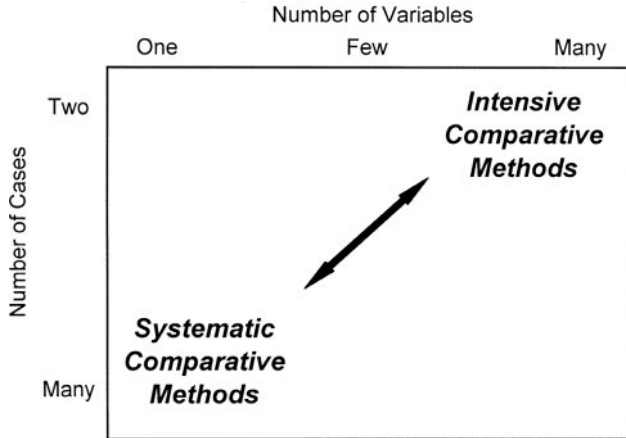 Number of Variables
One Few Many
Two
Intensive
Comparative
Methods
Number of Cases
Systematic
Comparative
Methods
Many